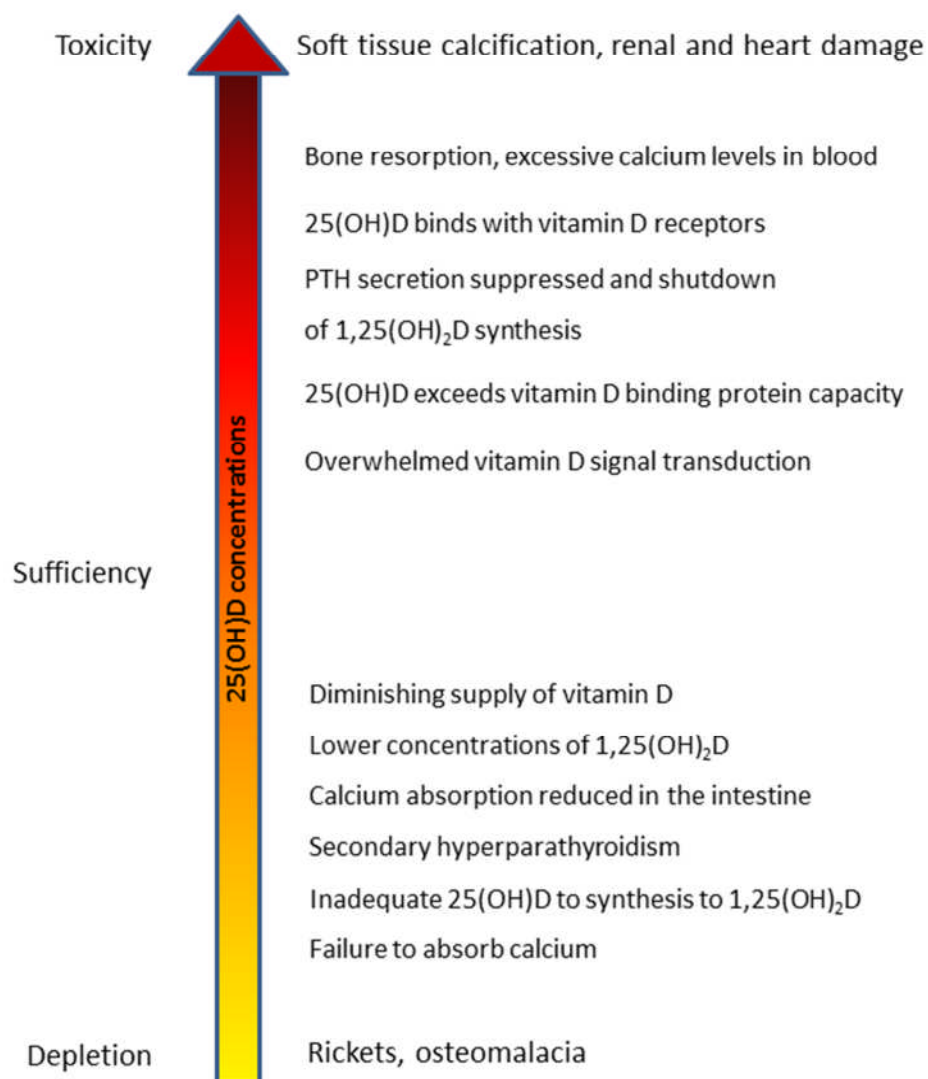 Toxicity
Soft tissue calcification, renal and heart damage
Bone resorption, excessive calcium levels in blood
25(OH)D binds with vitamin D receptors
PTH secretion suppressed and shutdown
of 1,25(OH)₂D synthesis
25(OH)D exceeds vitamin D binding protein capacity
Overwhelmed vitamin D signal transduction
25(OH)D concentrations
Sufficiency
Diminishing supply of vitamin D
Lower concentrations of 1,25(OH)₂D
Calcium absorption reduced in the intestine
Secondary hyperparathyroidism
Inadequate 25(OH)D to synthesis to 1,25(OH)₂D
Failure to absorb calcium
Depletion
Rickets, osteomalacia